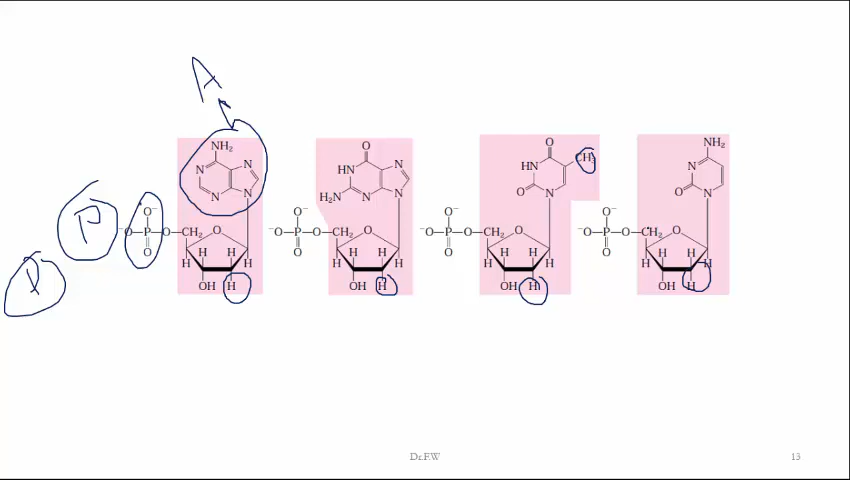 A
NH₂ O O NH₂
N N HN N HN CH₃ N
N N H₂N N N O N O N
O⁻ O⁻ O⁻ O⁻
P P ⁻O—P—O—CH₂ O ⁻O—P—O—CH₂ O ⁻O—P—O—CH₂ O ⁻O—P—O—CH₂ O
O O O O
H H H H H H H H H H H H H H H H
OH H OH H OH H OH H
Dr.F.W 13